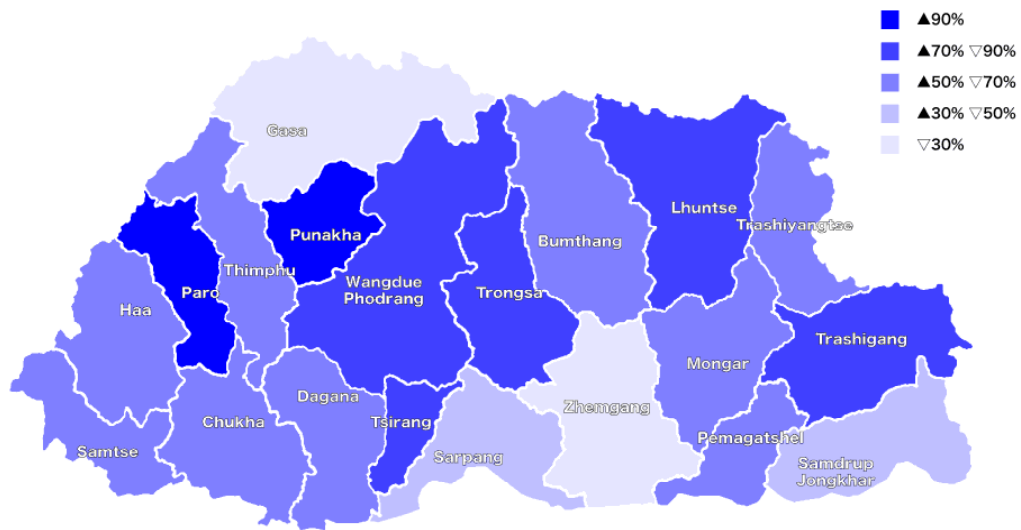 ▲90%
▲70% ▽90%
▲50% ▽70%
▲30% ▽50%
▽30%
Gasa
Punakha
Lhuntse
Trashiyangtse
Bumthang
Thimphu
Wangdue
Phodrang
Paro
Trongsa
Haa
Trashigang
Mongar
Dagana
Zhemgang
Chukha
Tsirang
Pemagatshel
Samtse
Sarpang
Samdrup
Jongkhar